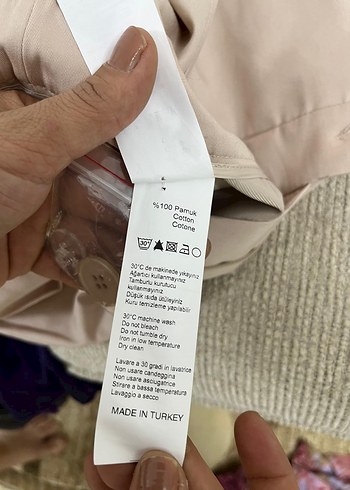 %100 Pamuk
Cotton
Cotone
30°
30°C de makinede yıkayınız
Ağartıcı kullanmayınız
Tamburlu kurutucu
kullanmayınız
Düşük ısıda ütüleyiniz
Kuru temizleme yapılabilir
30°C machine wash
Do not bleach
Do not tumble dry
Iron in low temperature
Dry clean
Lavare a 30 gradi in lavatrice
Non usare candeggina
Non usare asciugatrice
Stirare a bassa temperatura
Lavaggio a secco
MADE IN TURKEY